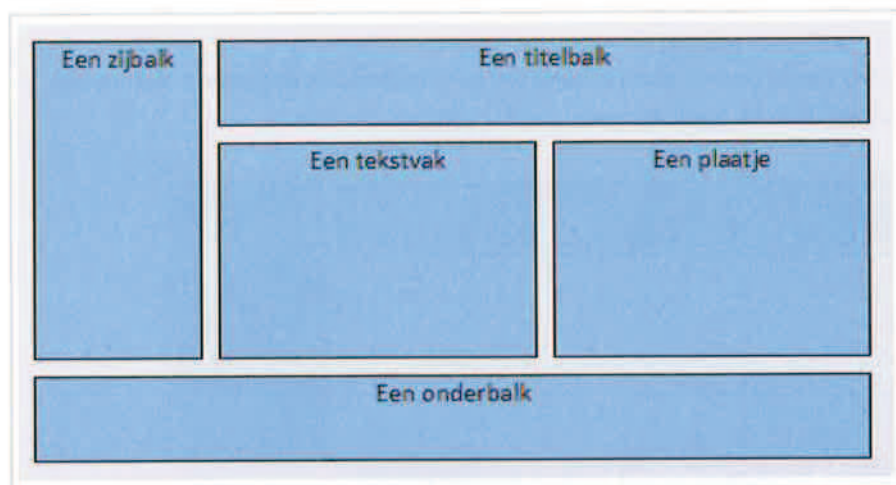 Een zijbalk
Een titelbalk
Een tekstvak
Een plaatje
Een onderbalk